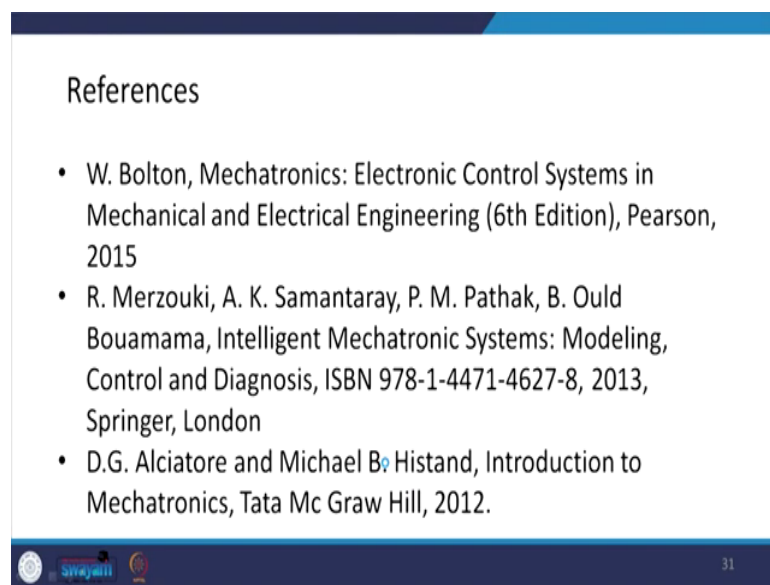 References
• W. Bolton, Mechatronics: Electronic Control Systems in
Mechanical and Electrical Engineering (6th Edition), Pearson,
2015
• R. Merzouki, A. K. Samantaray, P. M. Pathak, B. Ould
Bouamama, Intelligent Mechatronic Systems: Modeling,
Control and Diagnosis, ISBN 978-1-4471-4627-8, 2013,
Springer, London
• D.G. Alciatore and Michael B. Histand, Introduction to
Mechatronics, Tata Mc Graw Hill, 2012.
swayam
31